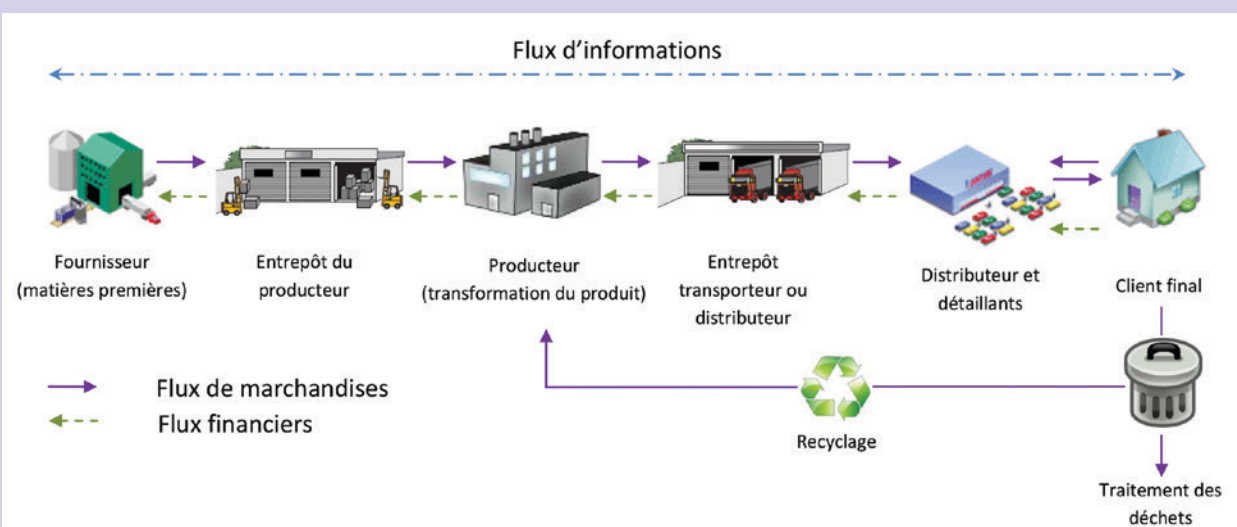 Flux d’informations
Fournisseur
(matières premières)
Entrepôt du
producteur
Producteur
(transformation du produit)
Entrepôt
transporteur ou
distributeur
Distributeur et
détaillants
Client final
Flux de marchandises
Flux financiers
Recyclage
Traitement des
déchets